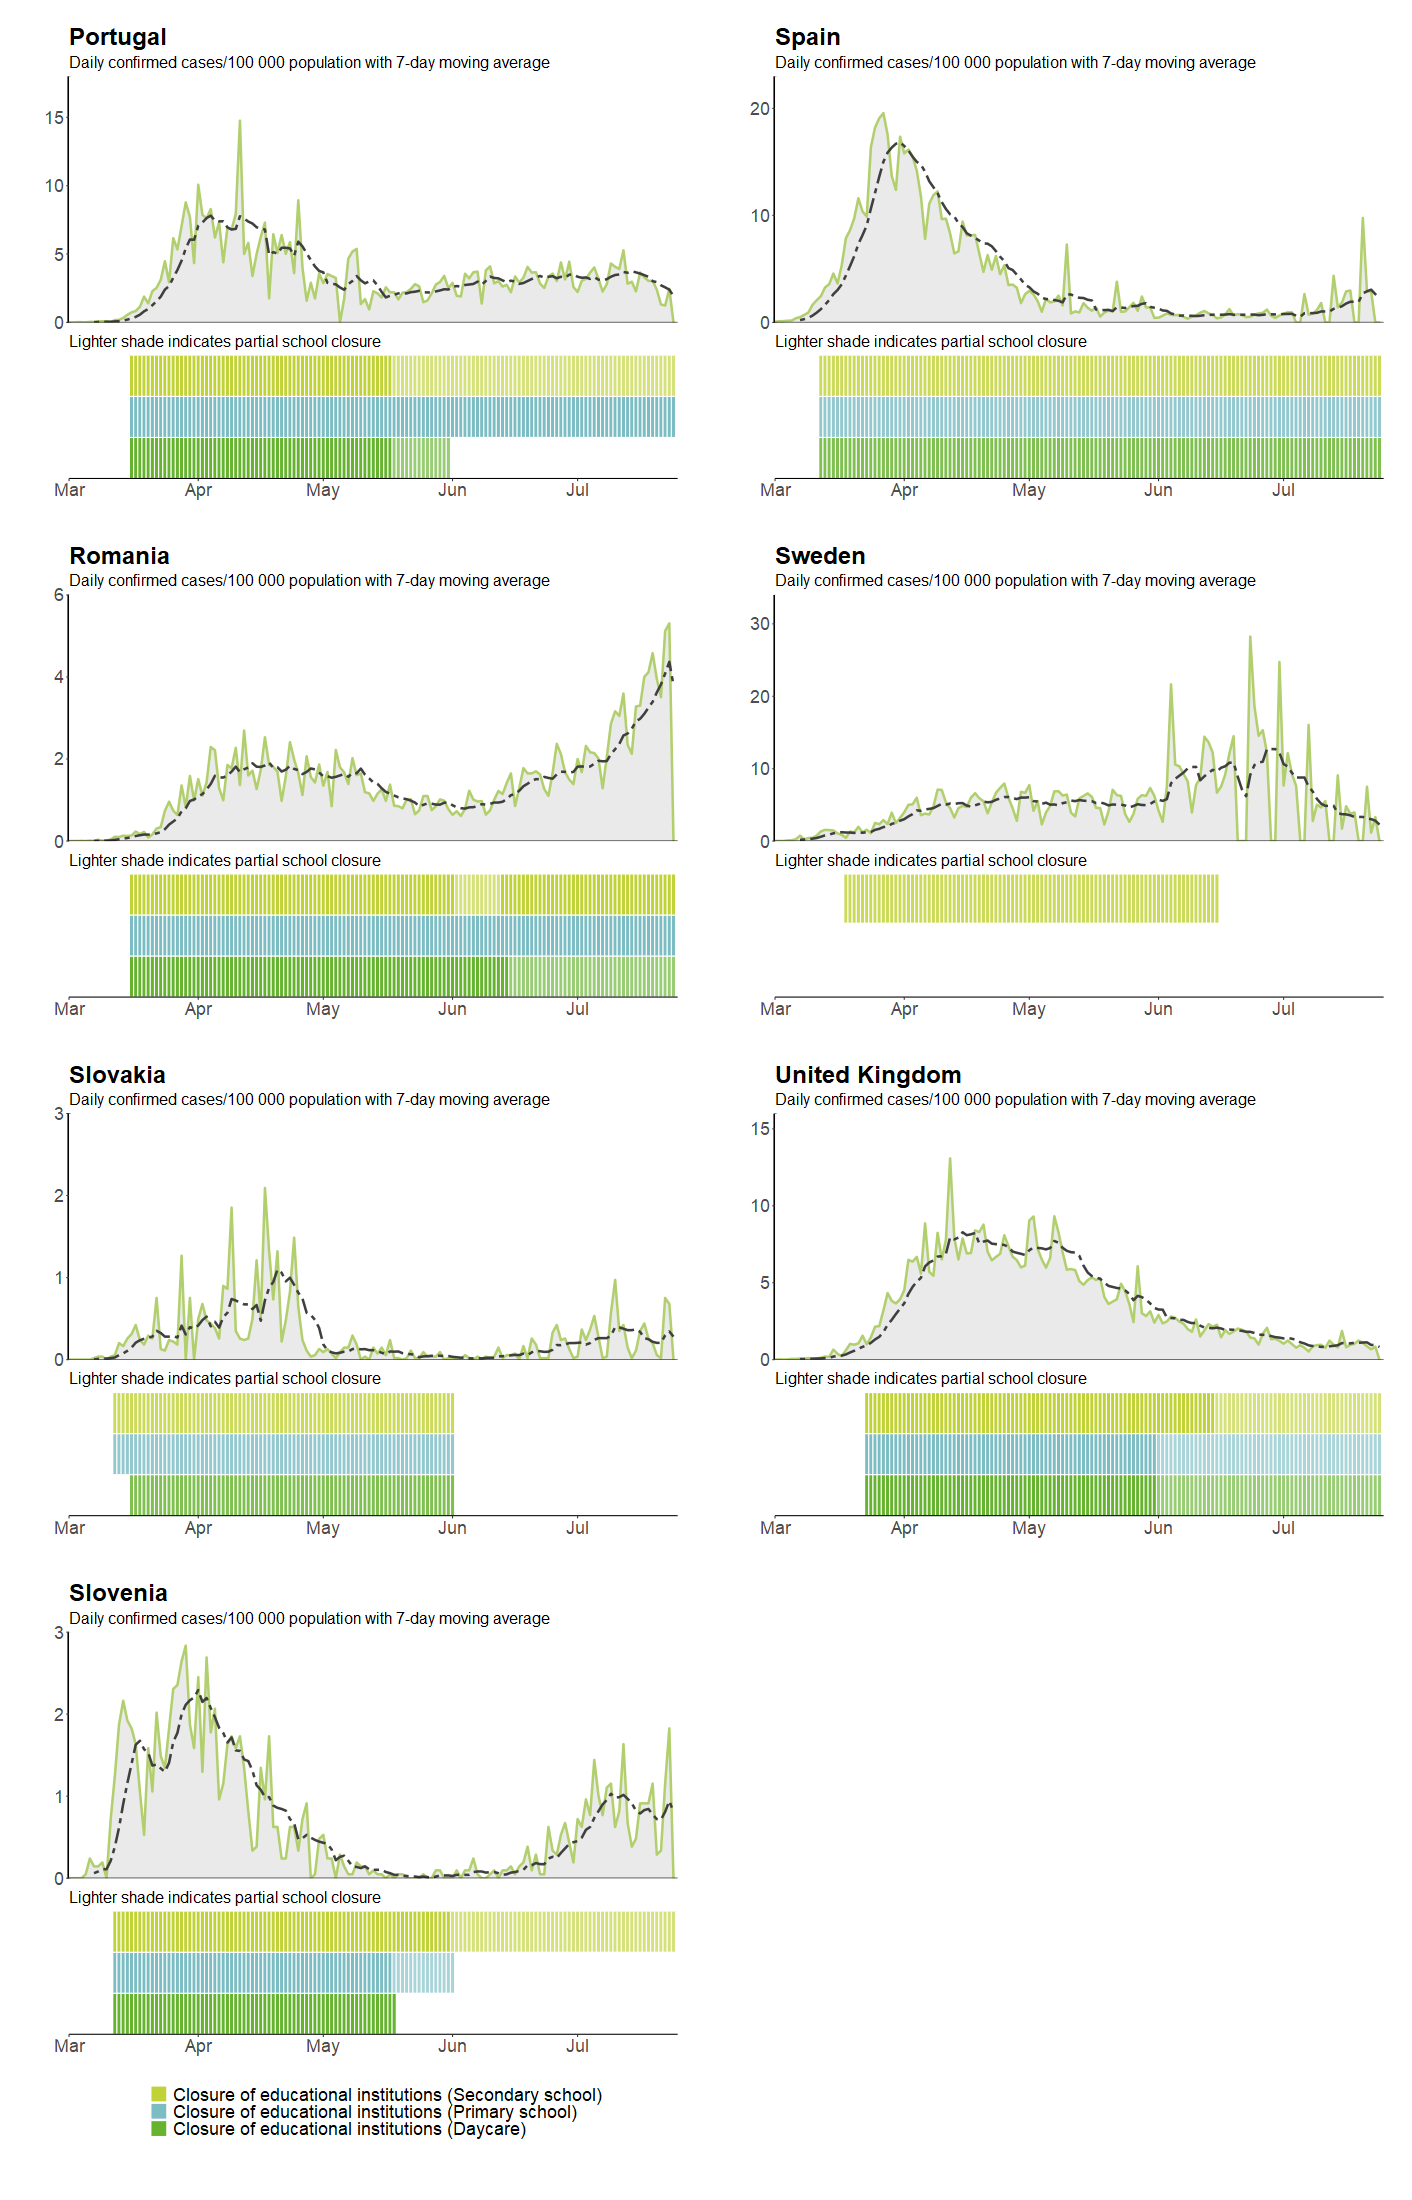 Portugal
Daily confirmed cases/100 000 population with 7-day moving average
15
10
5
0
Lighter shade indicates partial school closure
Mar Apr May Jun Jul
Spain
Daily confirmed cases/100 000 population with 7-day moving average
20
10
0
Lighter shade indicates partial school closure
Mar Apr May Jun Jul
Romania
Daily confirmed cases/100 000 population with 7-day moving average
6
4
2
0
Lighter shade indicates partial school closure
Mar Apr May Jun Jul
Sweden
Daily confirmed cases/100 000 population with 7-day moving average
30
20
10
0
Lighter shade indicates partial school closure
Mar Apr May Jun Jul
Slovakia
Daily confirmed cases/100 000 population with 7-day moving average
3
2
1
0
Lighter shade indicates partial school closure
Mar Apr May Jun Jul
United Kingdom
Daily confirmed cases/100 000 population with 7-day moving average
15
10
5
0
Lighter shade indicates partial school closure
Mar Apr May Jun Jul
Slovenia
Daily confirmed cases/100 000 population with 7-day moving average
3
2
1
0
Lighter shade indicates partial school closure
Mar Apr May Jun Jul
Closure of educational institutions (Secondary school)
Closure of educational institutions (Primary school)
Closure of educational institutions (Daycare)